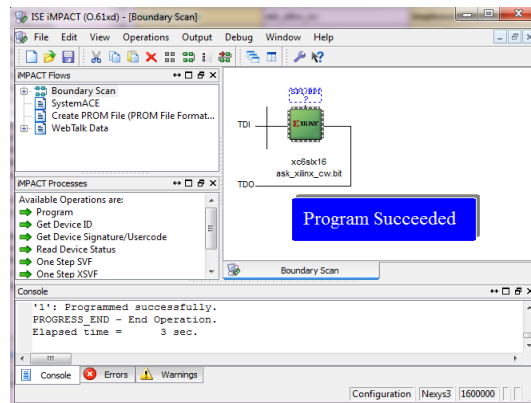 ISE iMPACT (O.61xd) - [Boundary Scan]
File Edit View Operations Output Debug Window Help
iMPACT Flows
Boundary Scan
SystemACE
Create PROM File (PROM File Format...
WebTalk Data
iMPACT Processes
Available Operations are:
Program
Get Device ID
Get Device Signature/Usercode
Read Device Status
One Step SVF
One Step XSVF
TDI
XILINX
xc6slx16
ask_xilinx_cw.bit
TDO
Program Succeeded
Boundary Scan
Console
'1': Programmed successfully.
PROGRESS_END - End Operation.
Elapsed time = 3 sec.
Console Errors Warnings
Configuration Nexys3 1600000